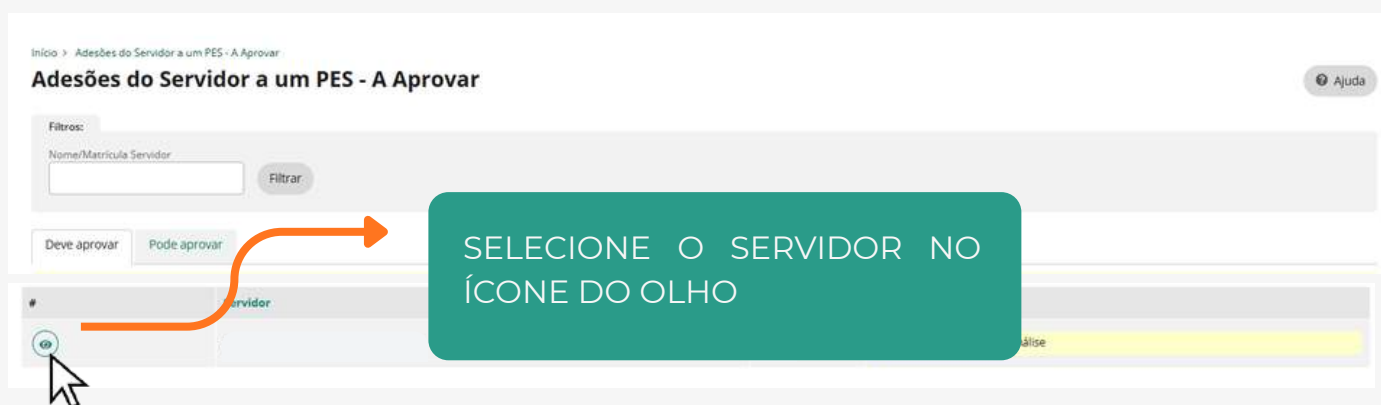 Início > Adesões do Servidor a um PES - A Aprovar
Adesões do Servidor a um PES - A Aprovar
Ajuda
Filtros:
Nome/Matrícula Servidor
Filtrar
Deve aprovar Pode aprovar
SELECIONE O SERVIDOR NO
ÍCONE DO OLHO
# Servidor
álise